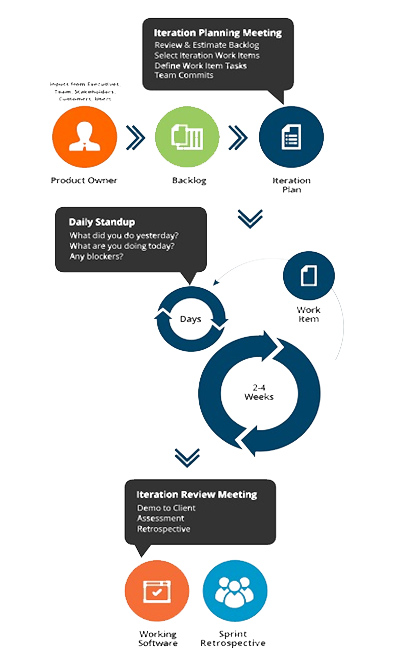 Iteration Planning Meeting
Review & Estimate Backlog
Select Iteration Work Items
Define Work Item Tasks
Team Commits
Inputs from Executives,
Team, Stakeholders,
Customers,
Product Owner
Backlog
Iteration
Plan
Daily Standup
What did you do yesterday?
What are you doing today?
Any blockers?
Days
Work
Item
2-4
Weeks
Iteration Review Meeting
Demo to Client
Assessment
Retrospective
Working
Software
Sprint
Retrospective